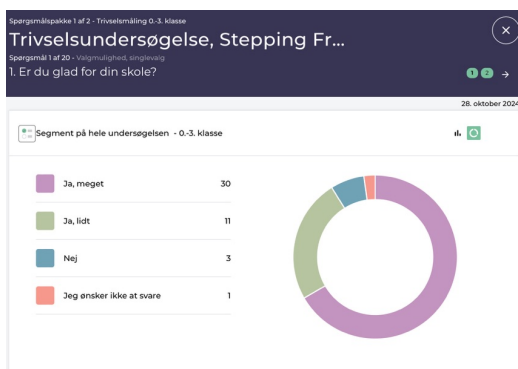 Spørgsmålspakke 1 af 2 - Trivselsmåling 0.-3. klasse
Trivselsundersøgelse, Stepping Fr...
Spørgsmål 1 af 20 - Valgmulighed, singlevalg
1. Er du glad for din skole?
1 2
28. oktober 2024
Segment på hele undersøgelsen - 0.-3. klasse
Ja, meget 30
Ja, lidt 11
Nej 3
Jeg ønsker ikke at svare 1